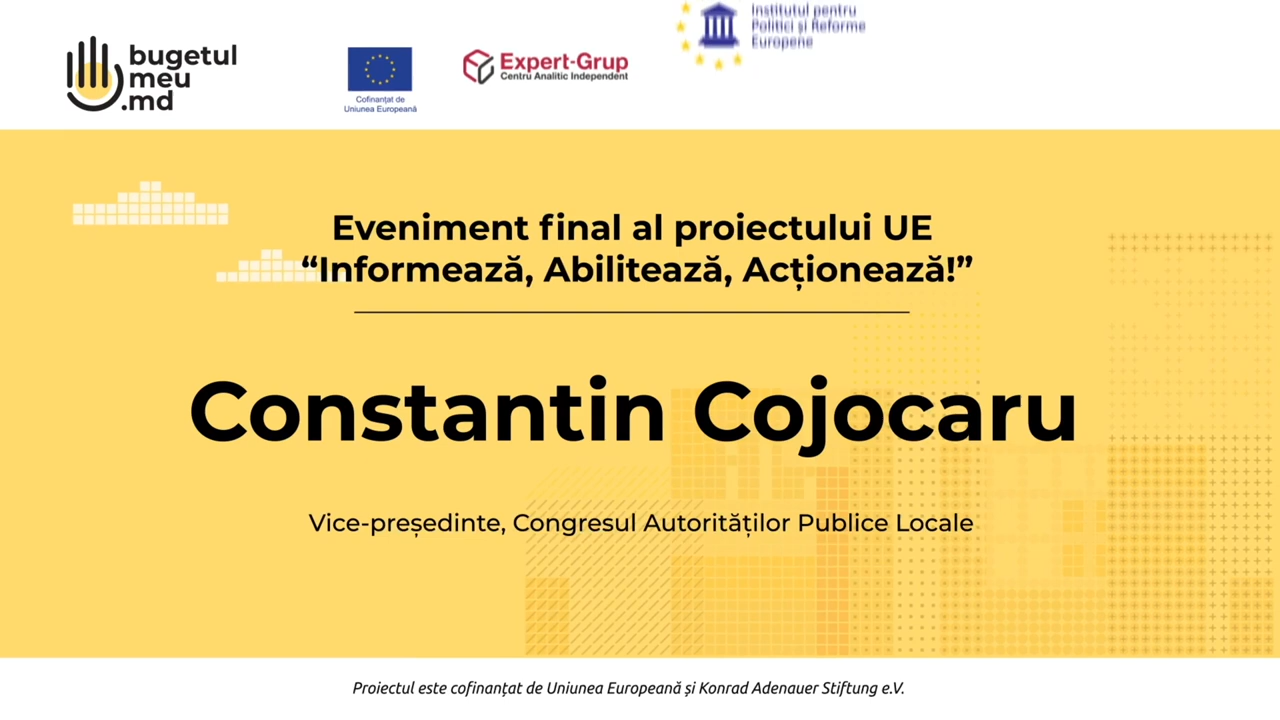 bugetul
meu
.md
Cofinanțat de
Uniunea Europeană
Expert-Grup
Centru Analitic Independent
Institutul pentru
Politici și Reforme
Europene
Eveniment final al proiectului UE
“Informează, Abilitează, Acționează!”
Constantin Cojocaru
Vice-președinte, Congresul Autorităților Publice Locale
Proiectul este cofinanțat de Uniunea Europeană și Konrad Adenauer Stiftung e.V.